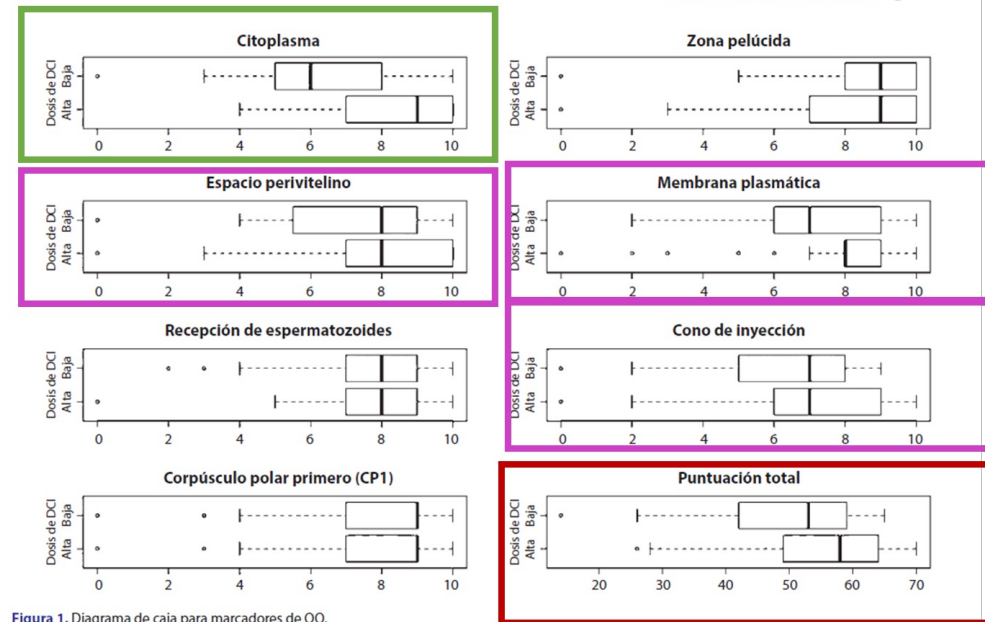 Citoplasma
Dosis de DCI
Baja
Alta
0 2 4 6 8 10
Zona pelúcida
Dosis de DCI
Baja
Alta
0 2 4 6 8 10
Espacio perivitelino
Dosis de DCI
Baja
Alta
0 2 4 6 8 10
Membrana plasmática
Dosis de DCI
Baja
Alta
0 2 4 6 8 10
Recepción de espermatozoides
Dosis de DCI
Baja
Alta
0 2 4 6 8 10
Cono de inyección
Dosis de DCI
Baja
Alta
0 2 4 6 8 10
Corpúsculo polar primero (CP1)
Dosis de DCI
Baja
Alta
0 2 4 6 8 10
Puntuación total
Dosis de DCI
Baja
Alta
20 30 40 50 60 70
Figura 1. Diagrama de caja para marcadores de OQ.